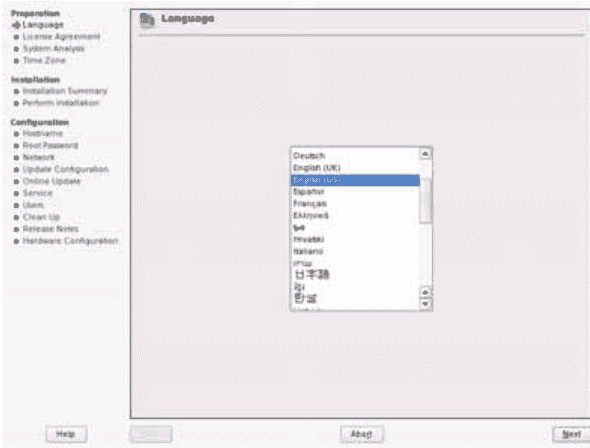 Preparation
Language
License Agreement
System Analysis
Time Zone
Installation
Installation Summary
Perform Installation
Configuration
Hostname
Root Password
Network
Update Configuration
Online Update
Service
Users
Clean Up
Release Notes
Hardware Configuration
Language
Deutsch
English (UK)
English (US)
Español
Français
Ελληνικά
Hrvatski
Italiano
日本語
한글
Help
Abort
Next